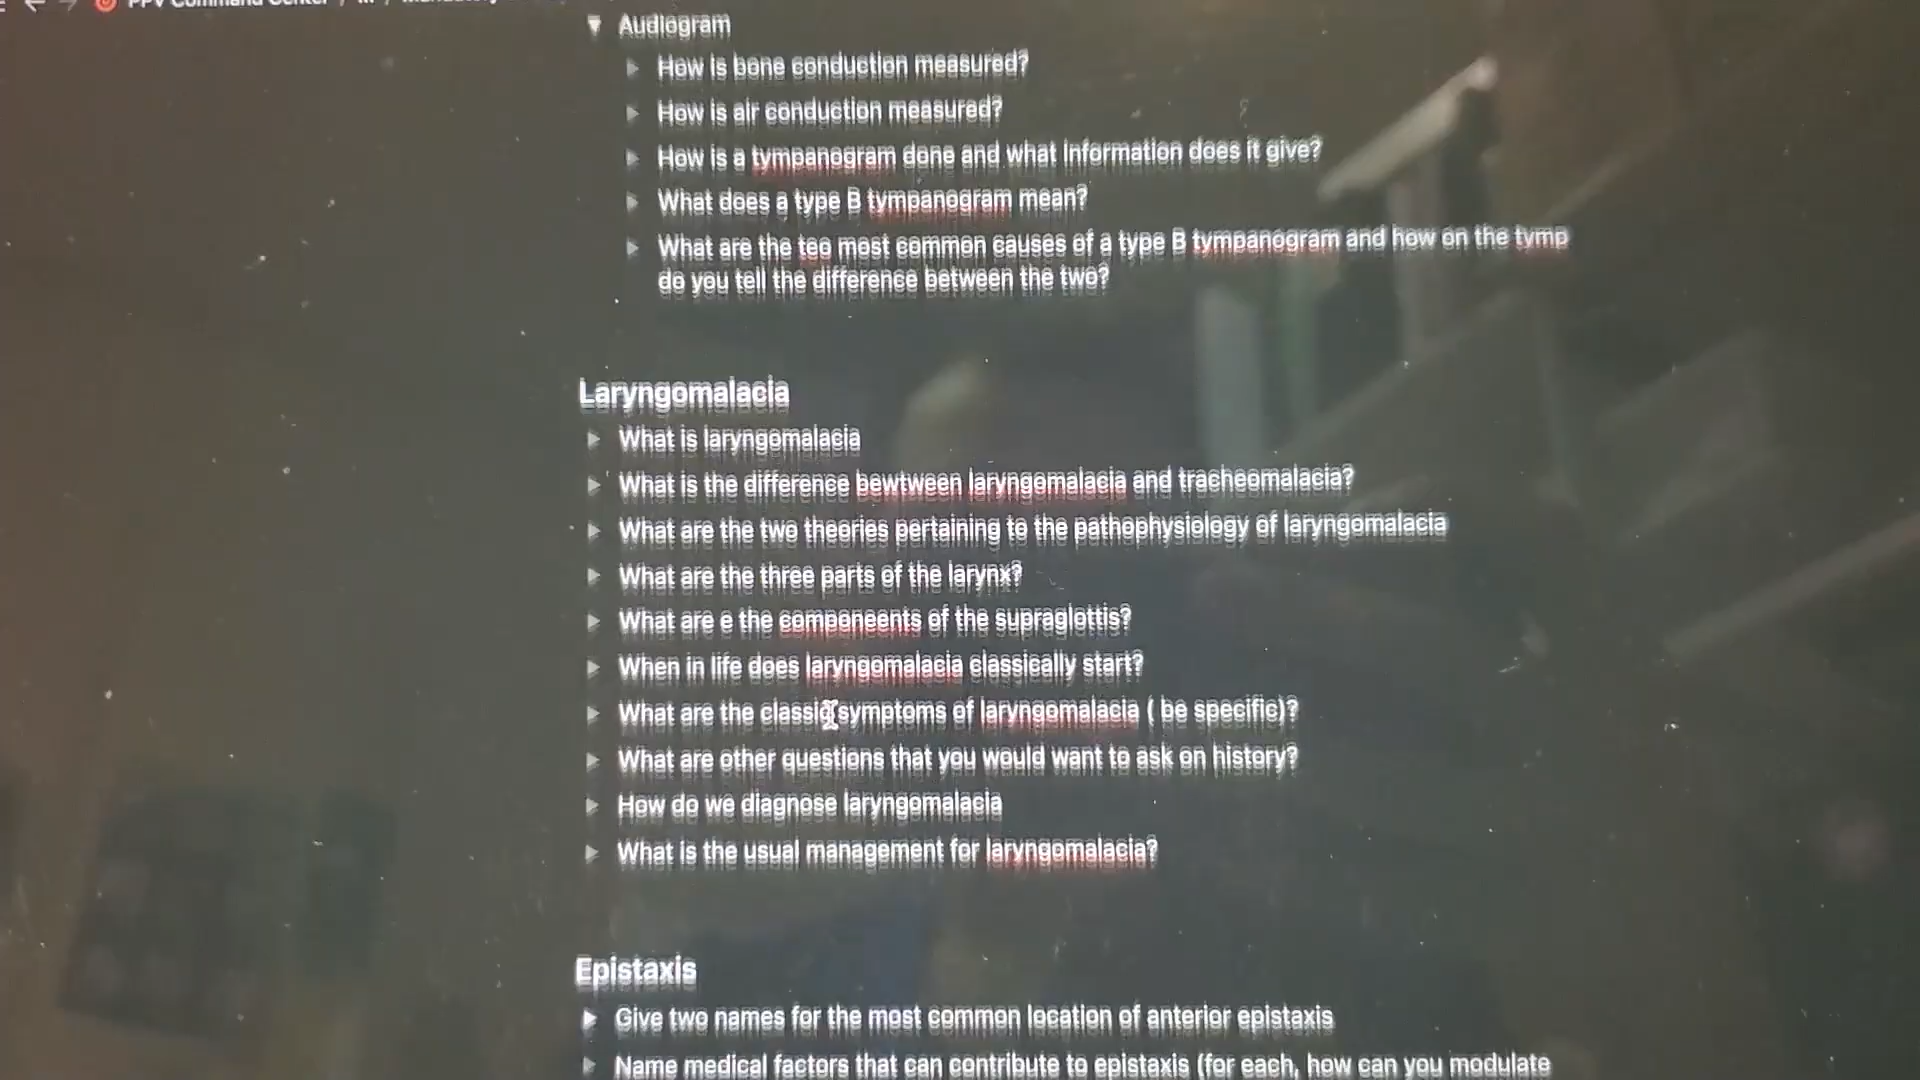 PPV Command Center / ... /
Audiogram
How is bone conduction measured?
How is air conduction measured?
How is a tympanogram done and what information does it give?
What does a type B tympanogram mean?
What are the teo most common causes of a type B tympanogram and how on the tymp
do you tell the difference between the two?
Laryngomalacia
What is laryngomalacia
What is the difference bewtween laryngomalacia and tracheomalacia?
What are the two theories pertaining to the pathophysiology of laryngomalacia
What are the three parts of the larynx?
What are e the componeents of the supraglottis?
When in life does laryngomalacia classically start?
What are the classic symptoms of laryngomalacia ( be specific)?
What are other questions that you would want to ask on history?
How do we diagnose laryngomalacia
What is the usual management for laryngomalacia?
Epistaxis
Give two names for the most common location of anterior epistaxis
Name medical factors that can contribute to epistaxis (for each, how can you modulate